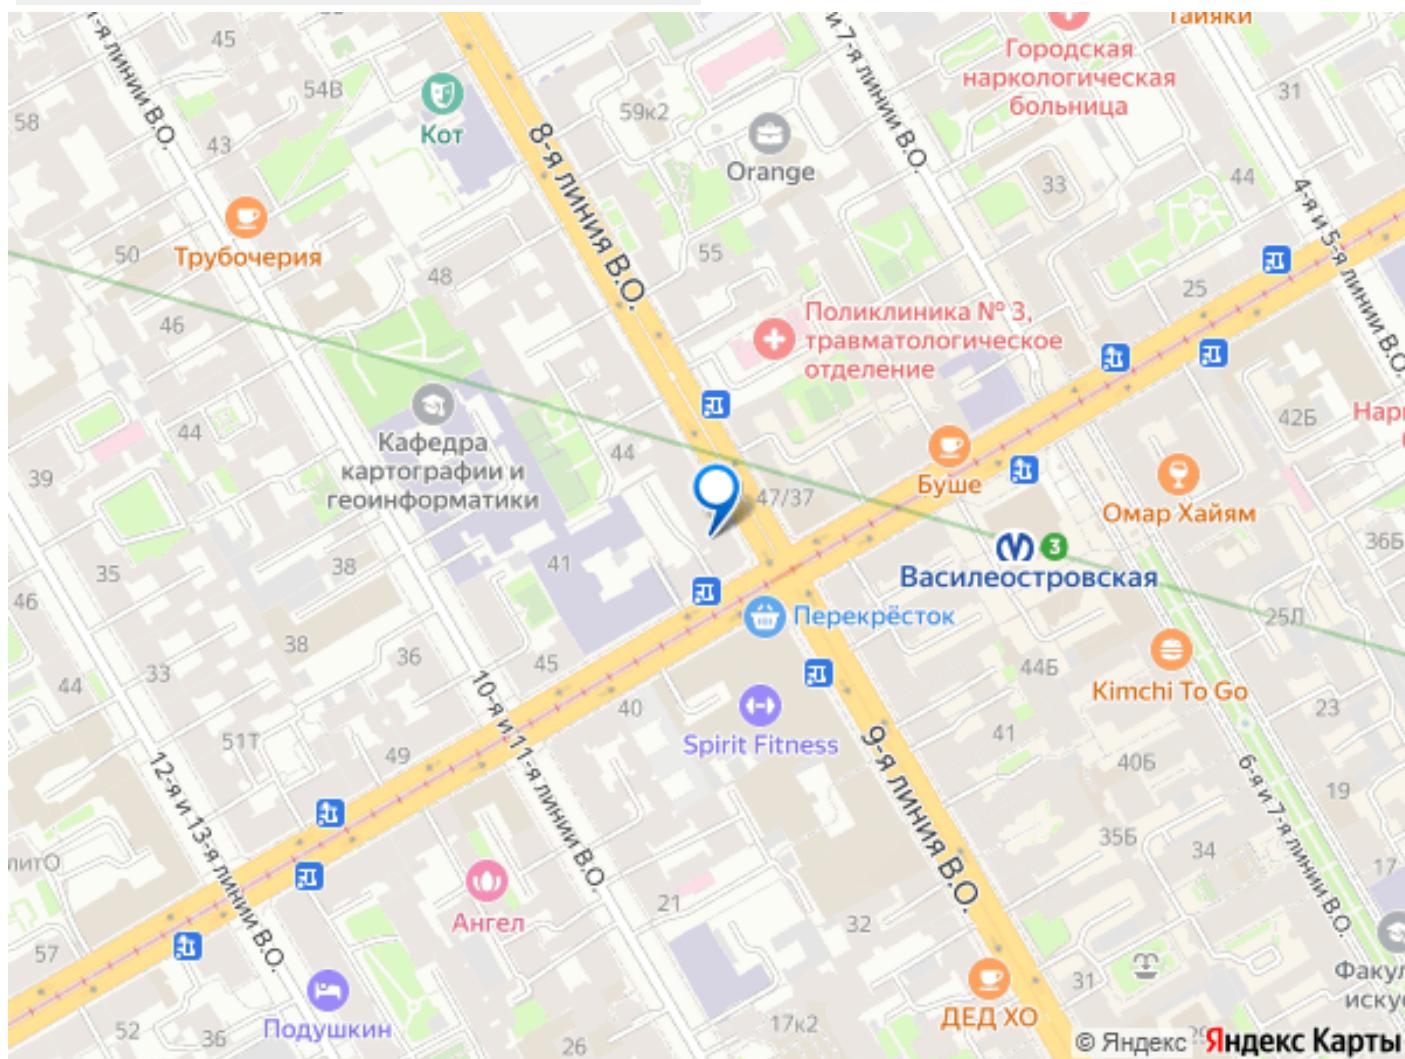 Тайяки
Городская
наркологическая
больница
45
54В
58
43
Кот
59к2
Orange
8-я линия В.О.
31
33
44
4-я и 5-я линии В.О.
Трубочерия
50
48
46
55
25
Поликлиника № 3,
травматологическое
отделение
44
39
Кафедра
картографии и
геоинформатики
44
47/37
Буше
42Б
Омар Хайям
36Б
41
38
35
46
Василеостровская
3
Перекрёсток
25Л
38
36
33
44
45
40
44Б
Kimchi To Go
23
10-я и 11-я линии В.О.
Spirit Fitness
51Т
49
41
40Б
9-я линия В.О.
6-я и 7-я линии В.О.
12-я и 13-я линии В.О.
19
35Б
34
17
Ангел
21
32
57
31
Подушкин
52
36
26
17к2
ДЕД ХО
© Яндекс
Яндекс Карты